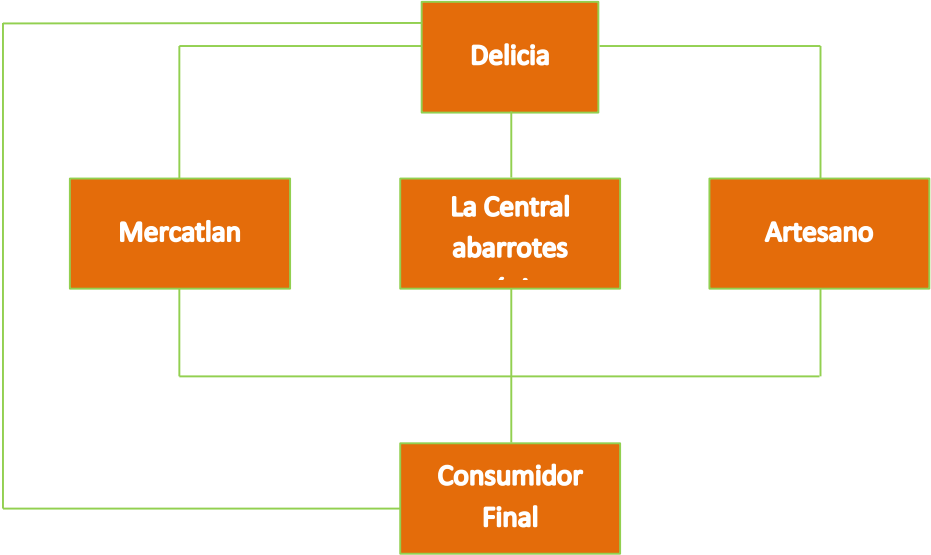 Delicia
Mercatlan
La Central
abarrotes
Artesano
Consumidor
Final